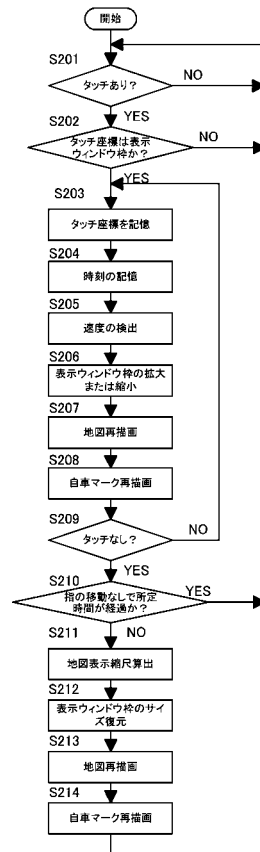 開始
S201
タッチあり?
NO
YES
S202
タッチ座標は表示
ウィンドウ枠か?
NO
YES
S203
タッチ座標を記憶
S204
時刻の記憶
S205
速度の検出
S206
表示ウィンドウ枠の拡大
または縮小
S207
地図再描画
S208
自車マーク再描画
S209
タッチなし?
NO
YES
S210
指の移動なしで所定
時間が経過か?
YES
NO
S211
地図表示縮尺算出
S212
表示ウィンドウ枠のサイ
ズ復元
S213
地図再描画
S214
自車マーク再描画